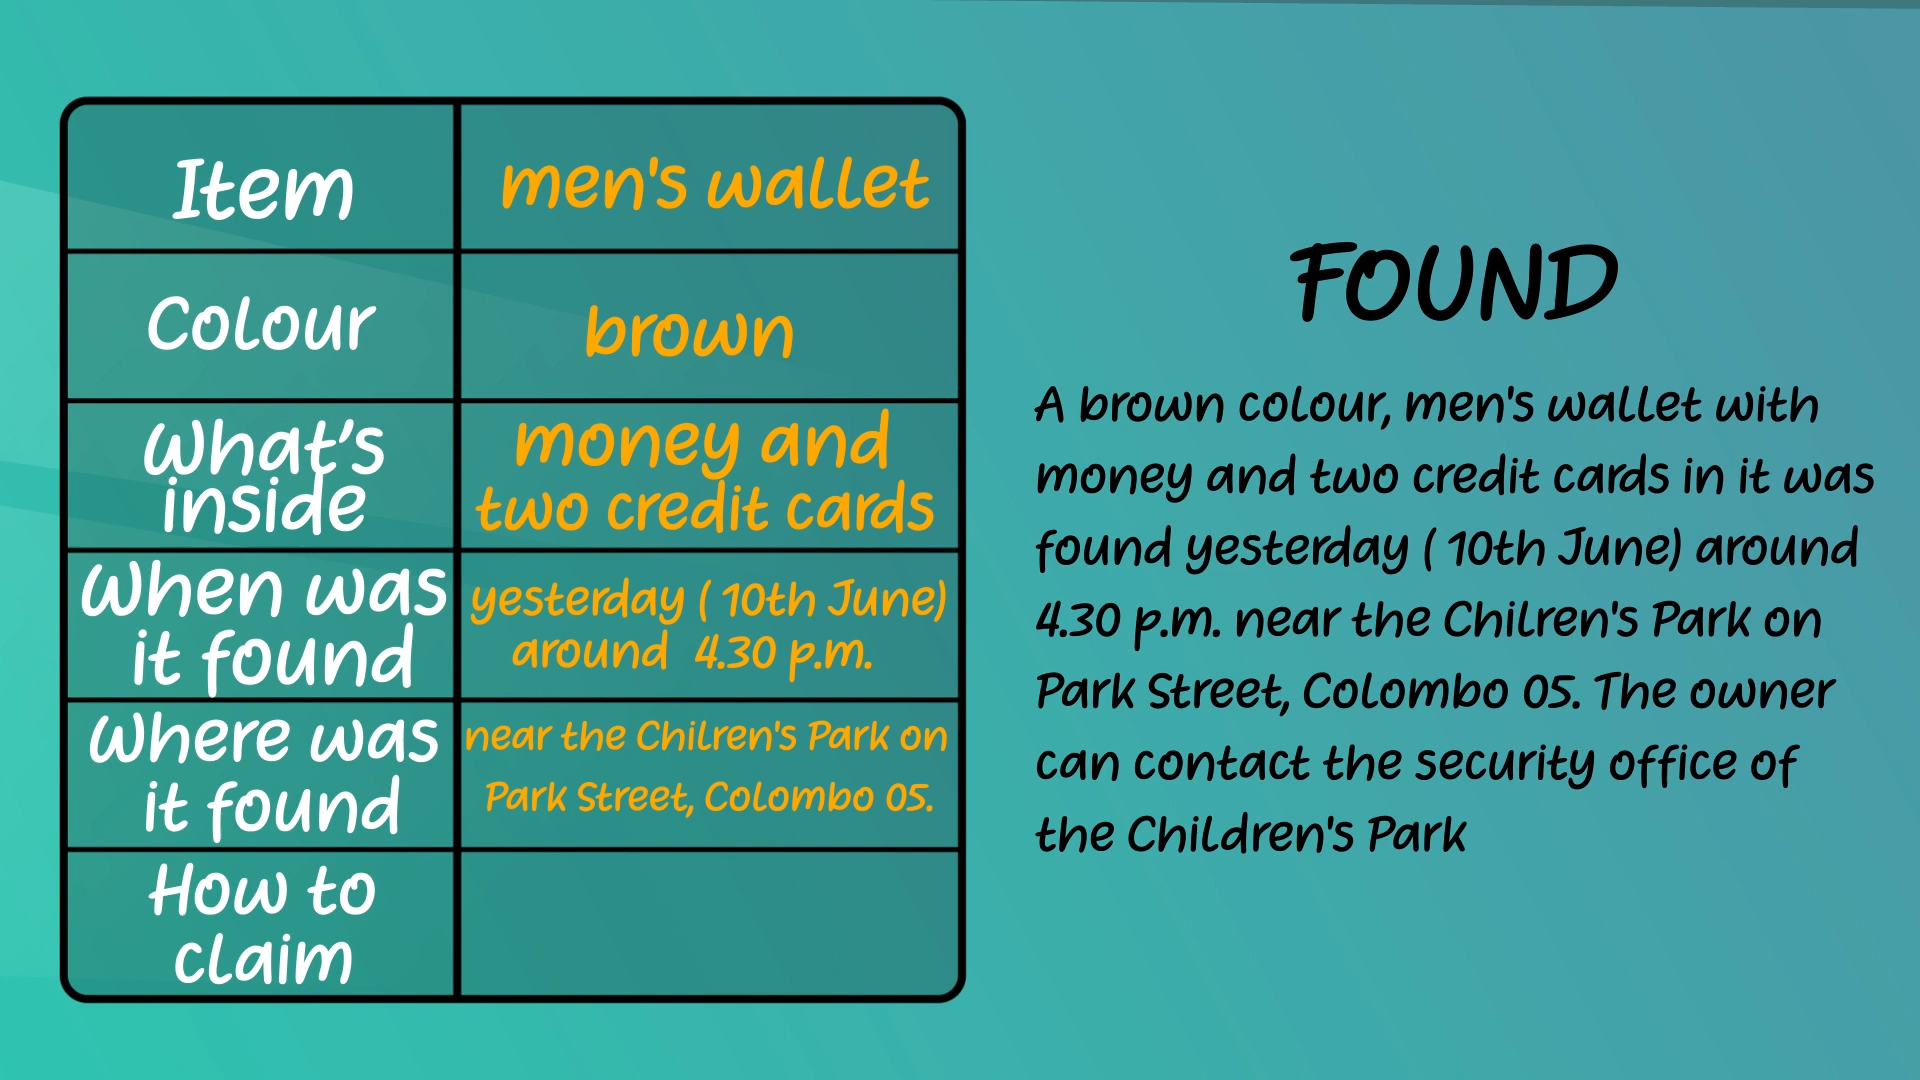 Item
men's wallet
Colour
brown
What's
inside
money and
two credit cards
When was
it found
yesterday ( 10th June)
around 4.30 p.m.
Where was
it found
near the Chilren's Park on
Park Street, Colombo 05.
How to
claim
FOUND
A brown colour, men's wallet with
money and two credit cards in it was
found yesterday ( 10th June) around
4.30 p.m. near the Chilren's Park on
Park Street, Colombo 05. The owner
can contact the security office of
the Children's Park